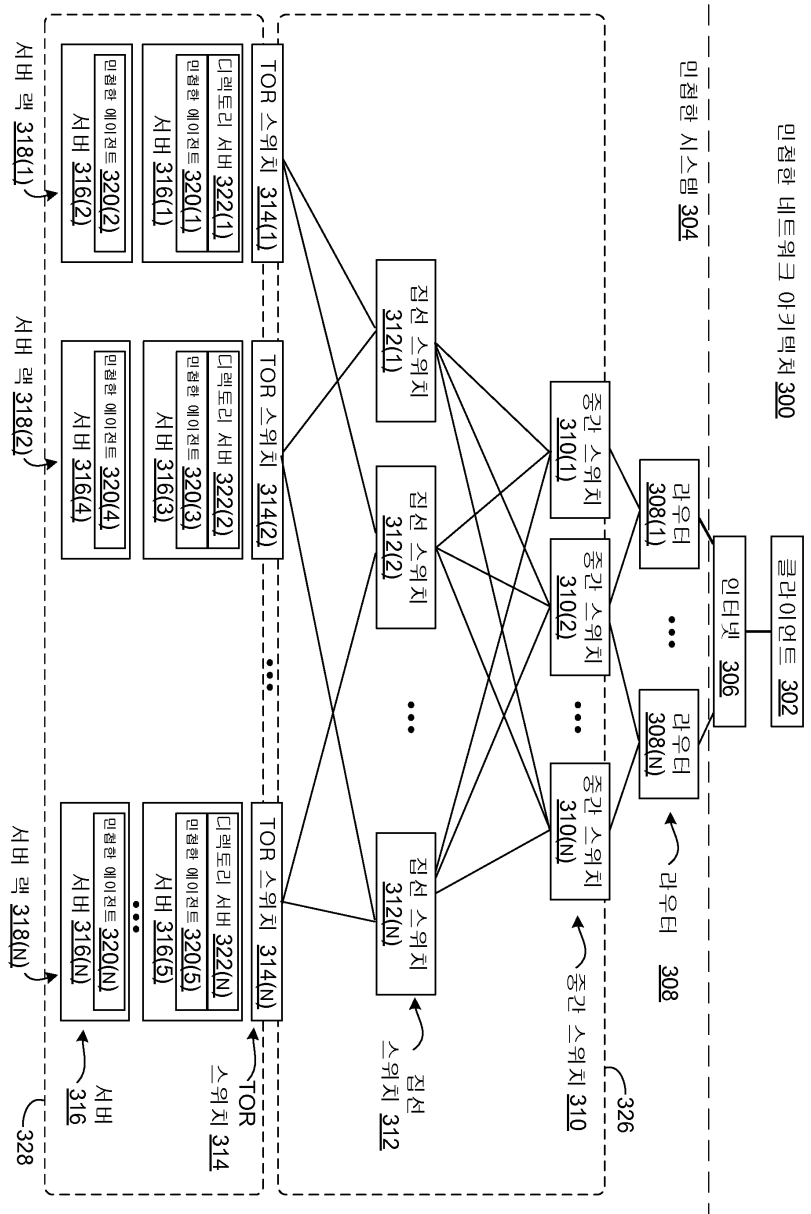 민첩한 네트워크 아키텍처 300
클라이언트 302
인터넷 306
민첩한 시스템 304
라우터
308(1)
•••
라우터
308(N)
라우터 308
중간 스위치
310(1)
중간 스위치
310(2)
•••
중간 스위치
310(N)
중간 스위치 310
326
집선 스위치
312(1)
집선 스위치
312(2)
•••
집선 스위치
312(N)
집선
스위치 312
TOR 스위치 314(1)
TOR 스위치 314(2)
•••
TOR 스위치 314(N)
TOR
스위치 314
디렉토리 서버 322(1)
민첩한 에이전트 320(1)
서버 316(1)
디렉토리 서버 322(2)
민첩한 에이전트 320(3)
서버 316(3)
디렉토리 서버 322(N)
민첩한 에이전트 320(5)
서버 316(5)
•••
민첩한 에이전트 320(2)
서버 316(2)
민첩한 에이전트 320(4)
서버 316(4)
민첩한 에이전트 320(N)
서버 316(N)
서버
316
서버 랙 318(1)
서버 랙 318(2)
서버 랙 318(N)
328